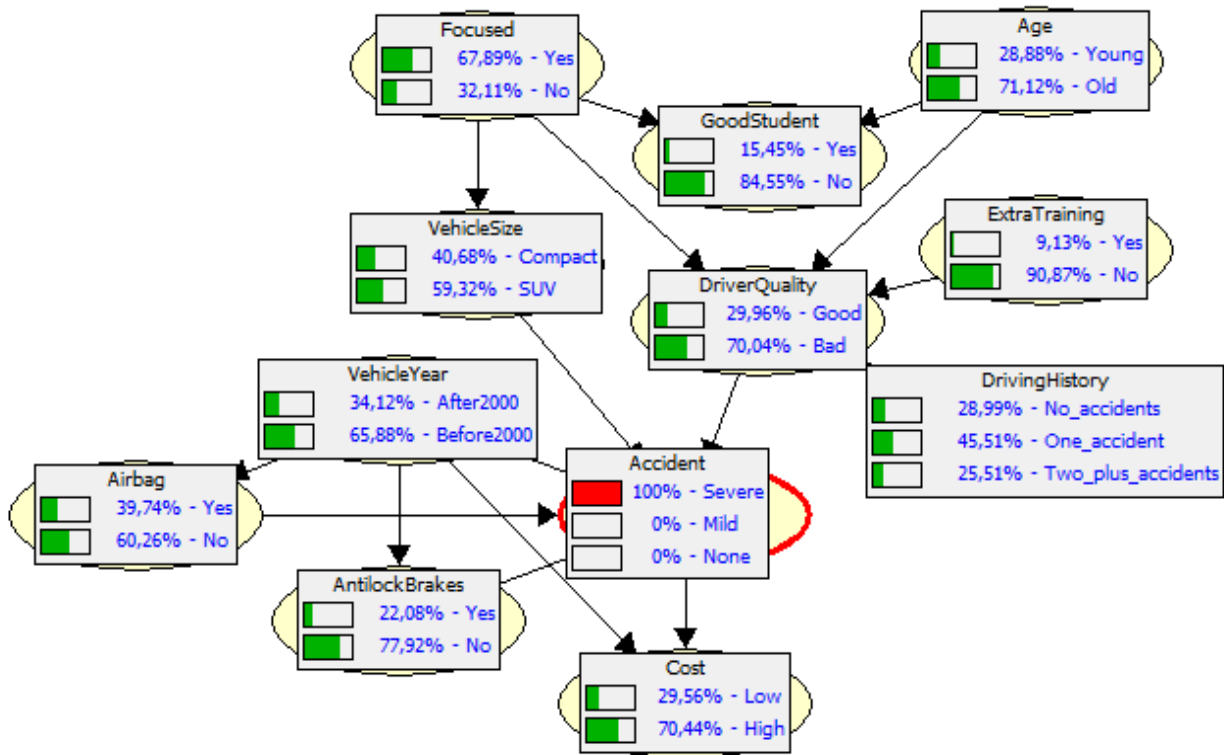 Focused
67,89% - Yes
32,11% - No
Age
28,88% - Young
71,12% - Old
GoodStudent
15,45% - Yes
84,55% - No
VehicleSize
40,68% - Compact
59,32% - SUV
ExtraTraining
9,13% - Yes
90,87% - No
DriverQuality
29,96% - Good
70,04% - Bad
VehicleYear
34,12% - After2000
65,88% - Before2000
DrivingHistory
28,99% - No_accidents
45,51% - One_accident
25,51% - Two_plus_accidents
Airbag
39,74% - Yes
60,26% - No
Accident
100% - Severe
0% - Mild
0% - None
AntilockBrakes
22,08% - Yes
77,92% - No
Cost
29,56% - Low
70,44% - High